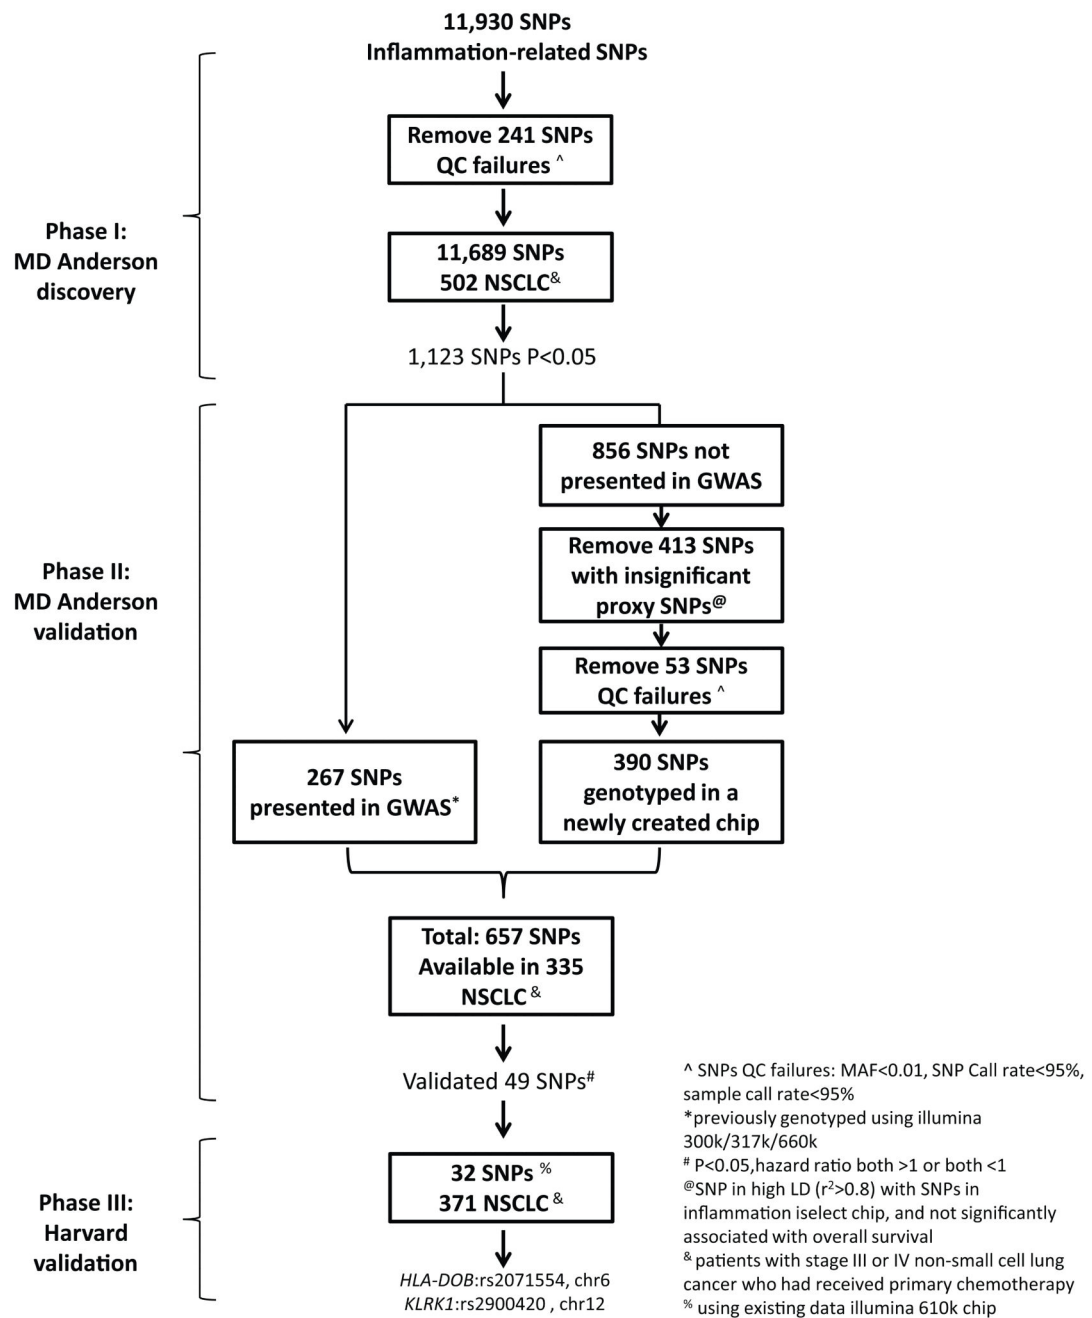 11,930 SNPs
Inflammation-related SNPs
Remove 241 SNPs
QC failures ^
Phase I:
MD Anderson
discovery
11,689 SNPs
502 NSCLC&
1,123 SNPs P<0.05
856 SNPs not
presented in GWAS
Remove 413 SNPs
with insignificant
proxy SNPs@
Phase II:
MD Anderson
validation
Remove 53 SNPs
QC failures ^
267 SNPs
presented in GWAS*
390 SNPs
genotyped in a
newly created chip
Total: 657 SNPs
Available in 335
NSCLC &
Validated 49 SNPs#
Phase III:
Harvard
validation
32 SNPs %
371 NSCLC &
HLA-DOB:rs2071554, chr6
KLRK1:rs2900420 , chr12
^ SNPs QC failures: MAF<0.01, SNP Call rate<95%,
sample call rate<95%
*previously genotyped using illumina
300k/317k/660k
# P<0.05,hazard ratio both >1 or both <1
@SNP in high LD (r²>0.8) with SNPs in
inflammation iselect chip, and not significantly
associated with overall survival
& patients with stage III or IV non-small cell lung
cancer who had received primary chemotherapy
% using existing data illumina 610k chip